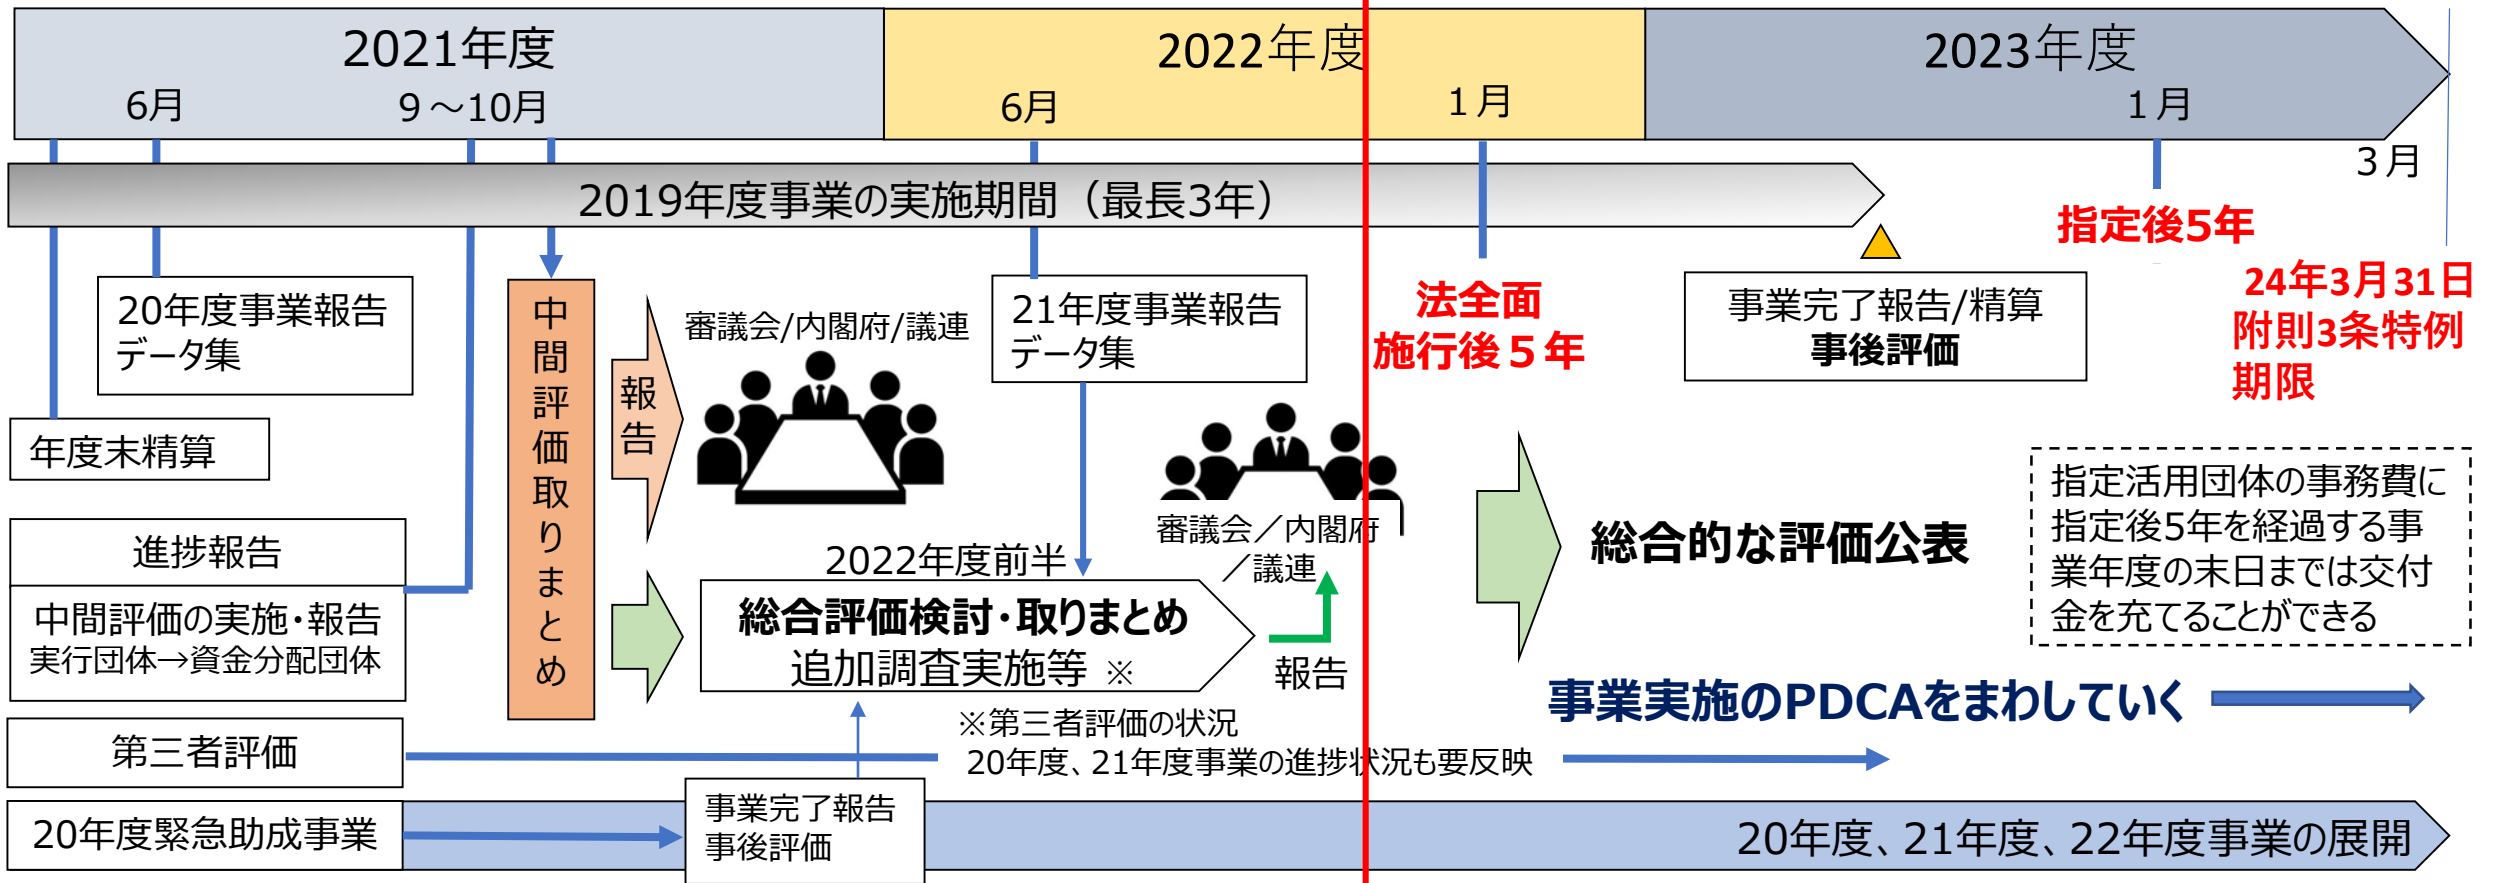 2021年度
2022年度
2023年度
6月
９～10月
6月
１月
１月
３月
2019年度事業の実施期間（最長3年）
指定後5年
24年3月31日
附則3条特例
期限
20年度事業報告
データ集
年度末精算
進捗報告
中間評価の実施・報告
実行団体→資金分配団体
第三者評価
20年度緊急助成事業
中間評価取りまとめ
報告
審議会/内閣府/議連
21年度事業報告
データ集
法全面
施行後５年
事業完了報告/精算
事後評価
2022年度前半
総合評価検討・取りまとめ
追加調査実施等 ※
審議会／内閣府
／議連
報告
総合的な評価公表
指定活用団体の事務費に
指定後5年を経過する事
業年度の末日までは交付
金を充てることができる
事業実施のPDCAをまわしていく
※第三者評価の状況
20年度、21年度事業の進捗状況も要反映
事業完了報告
事後評価
20年度、21年度、22年度事業の展開